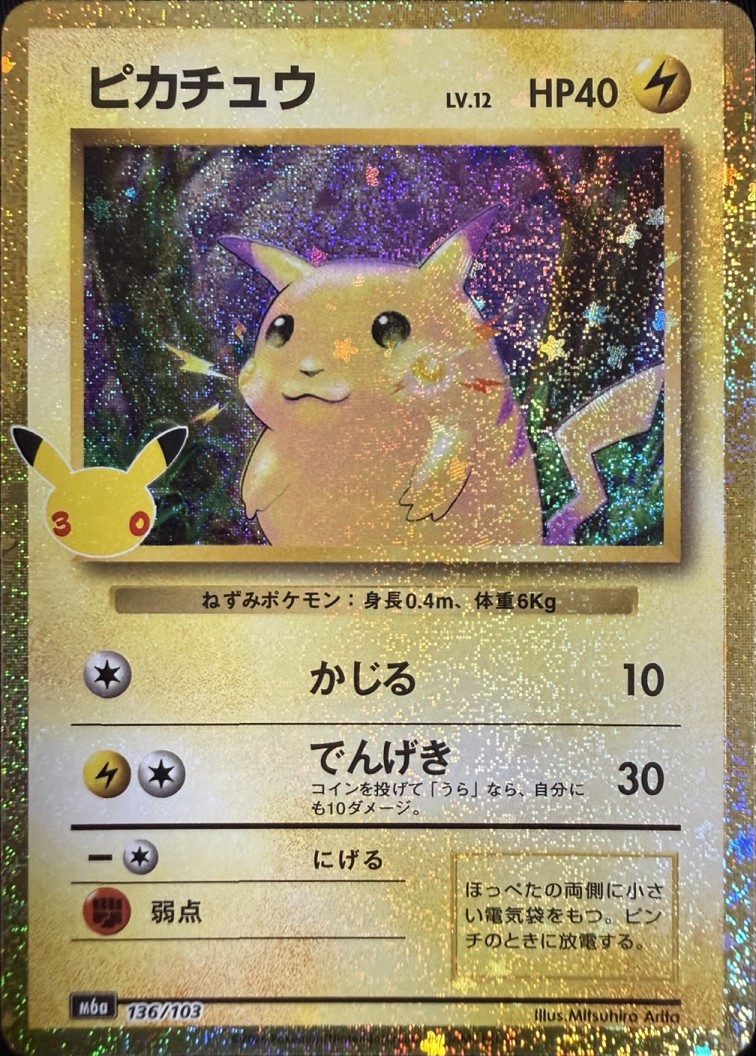 ピカチュウ LV.12 HP40
30
ねずみポケモン：身長0.4m、体重6Kg
かじる 10
でんげき 30
コインを投げて「うら」なら、自分に
も10ダメージ。
にげる
弱点
ほっぺたの両側に小さ
い電気袋をもつ。ピン
チのときに放電する。
M6a 136/103 Illus.Mitsuhiro Arita